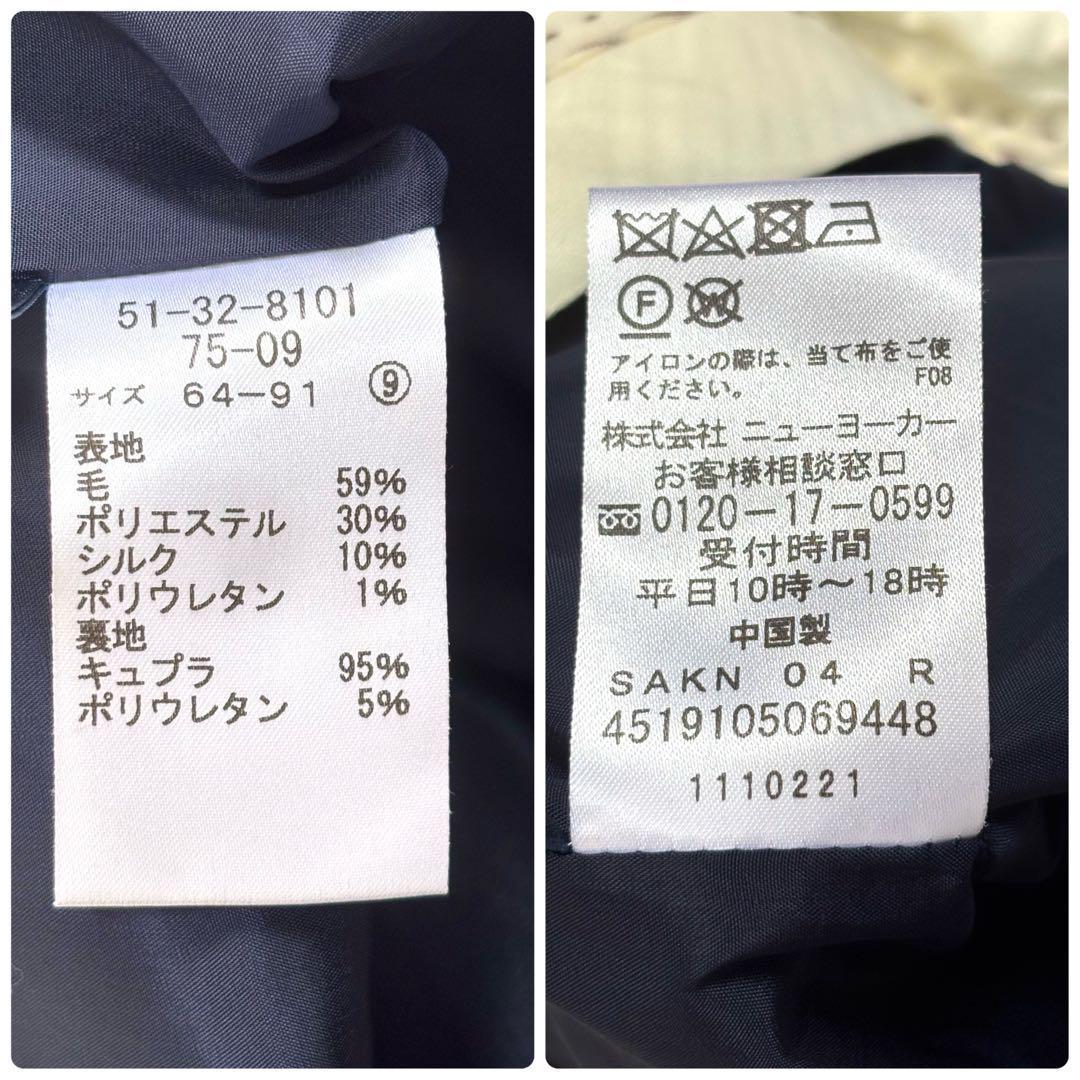 51-32-8101
75-09
サイズ 64-91 ⑨
表地
毛 59%
ポリエステル 30%
シルク 10%
ポリウレタン 1%
裏地
キュプラ 95%
ポリウレタン 5%
F W
アイロンの際は、当て布をご使
用ください。 F08
株式会社 ニューヨーカー
お客様相談窓口
0120-17-0599
受付時間
平日10時～18時
中国製
SAKN 04 R
4519105069448
1110221